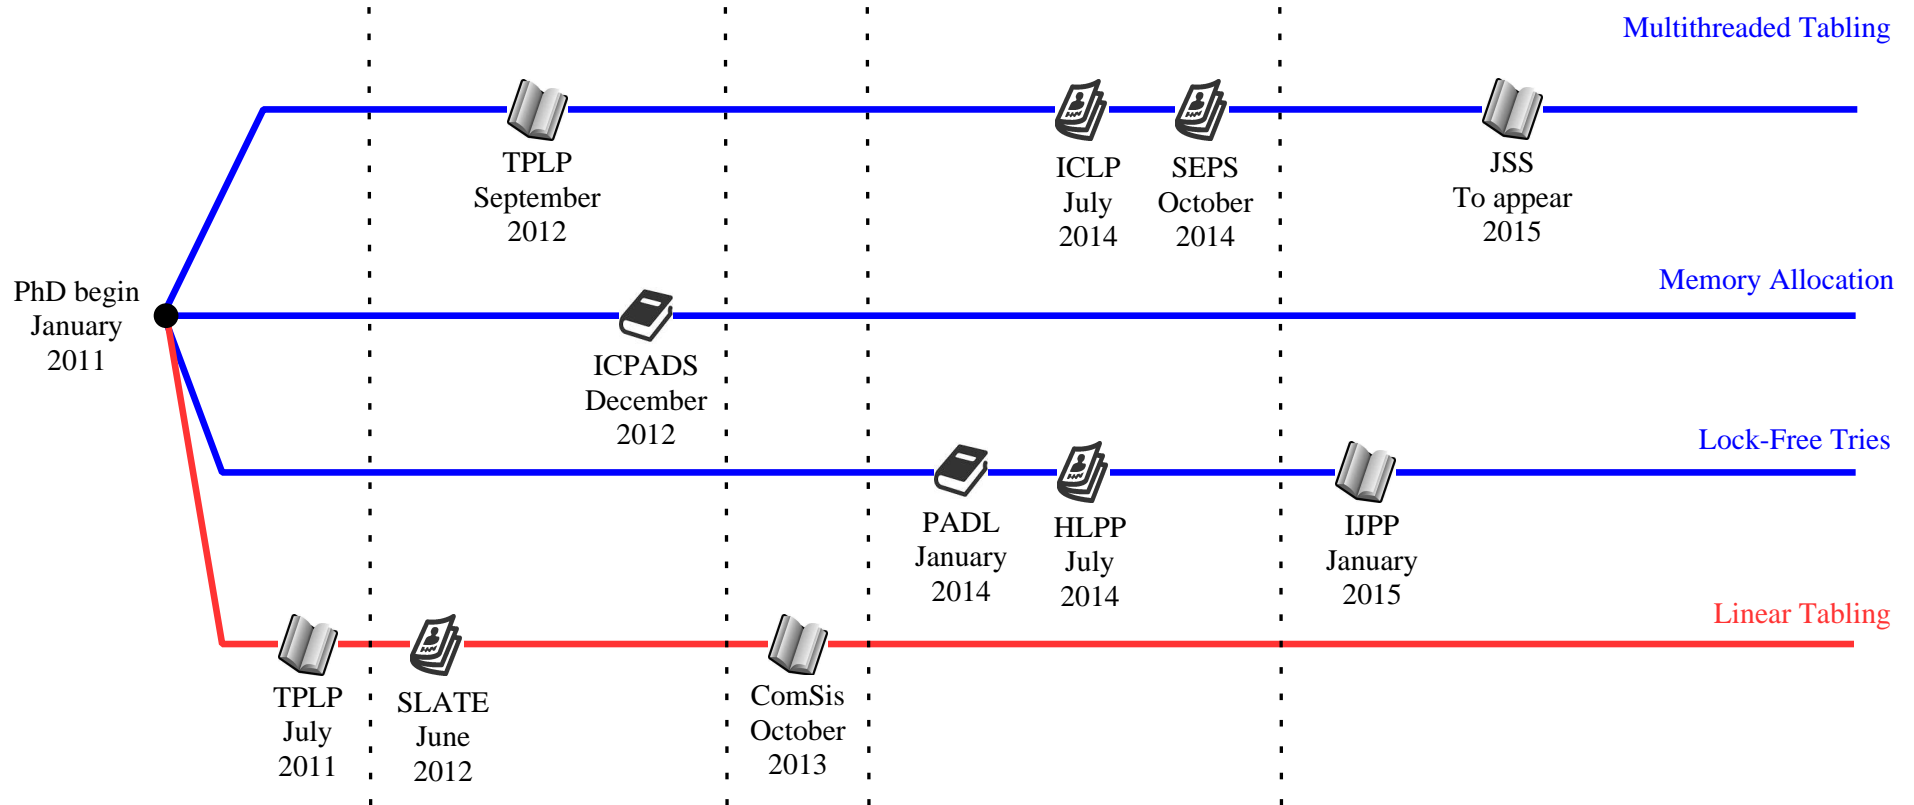 Multithreaded Tabling
TPLP
September
2012
ICLP
July
2014
SEPS
October
2014
JSS
To appear
2015
PhD begin
January
2011
Memory Allocation
ICPADS
December
2012
Lock-Free Tries
PADL
January
2014
HLPP
July
2014
IJPP
January
2015
Linear Tabling
TPLP
July
2011
SLATE
June
2012
ComSis
October
2013